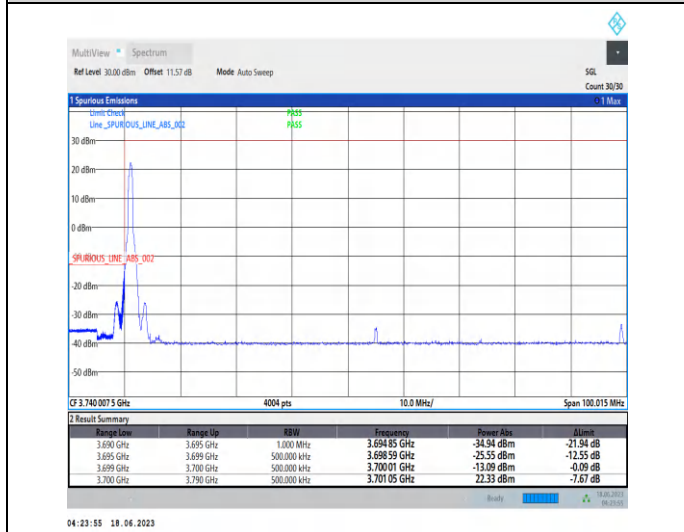 MultiView Spectrum
Ref Level 30.00 dBm Offset 11.57 dB Mode Auto Sweep SGL
Count 30/30
1 Spurious Emissions 1 Max
Limit Check PASS
Line _SPURIOUS_LINE_ABS_002 PASS
30 dBm
20 dBm
10 dBm
0 dBm
_SPURIOUS_LINE_ABS_002
-20 dBm
-30 dBm
-40 dBm
-50 dBm
CF 3.740 007 5 GHz 4004 pts 10.0 MHz/ Span 100.015 MHz
2 Result Summary
Range Low Range Up RBW Frequency Power Abs ΔLimit
3.690 GHz 3.695 GHz 1.000 MHz 3.694 85 GHz -34.94 dBm -21.94 dB
3.695 GHz 3.699 GHz 500.000 kHz 3.698 59 GHz -25.55 dBm -12.55 dB
3.699 GHz 3.700 GHz 500.000 kHz 3.700 01 GHz -13.09 dBm -0.09 dB
3.700 GHz 3.790 GHz 500.000 kHz 3.701 05 GHz 22.33 dBm -7.67 dB
Ready 18.06.2023
04:23:55
04:23:55 18.06.2023